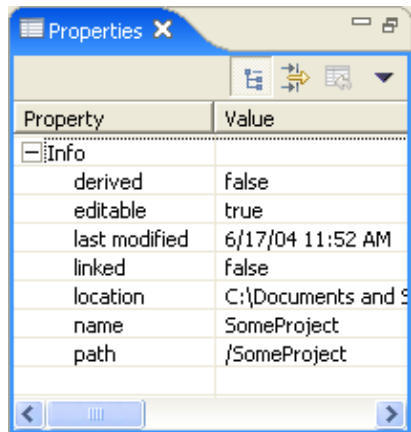 Properties
Property Value
Info
derived false
editable true
last modified 6/17/04 11:52 AM
linked false
location C:\Documents and
name SomeProject
path /SomeProject